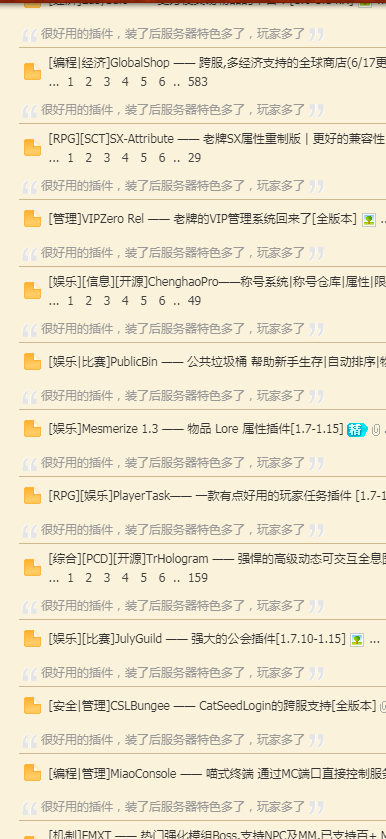 很好用的插件，装了后服务器特色多了，玩家多了
[编程|经济]GlobalShop —— 跨服,多经济支持的全球商店(6/17更
... 1 2 3 4 5 6 .. 583
很好用的插件，装了后服务器特色多了，玩家多了
[RPG][SCT]SX-Attribute —— 老牌SX属性重制版丨更好的兼容性
... 1 2 3 4 5 6 .. 29
很好用的插件，装了后服务器特色多了，玩家多了
[管理]VIPZero Rel —— 老牌的VIP管理系统回来了[全版本] ..
很好用的插件，装了后服务器特色多了，玩家多了
[娱乐][信息][开源]ChenghaoPro——称号系统|称号仓库|属性|限
... 1 2 3 4 5 6 .. 49
很好用的插件，装了后服务器特色多了，玩家多了
[娱乐|比赛]PublicBin —— 公共垃圾桶 帮助新手生存|自动排序|物
很好用的插件，装了后服务器特色多了，玩家多了
[娱乐]Mesmerize 1.3 —— 物品 Lore 属性插件[1.7-1.15] 精 .
很好用的插件，装了后服务器特色多了，玩家多了
[RPG][娱乐]PlayerTask—— 一款有点好用的玩家任务插件 [1.7-1
很好用的插件，装了后服务器特色多了，玩家多了
[综合][PCD][开源]TrHologram —— 强悍的高级动态可交互全息
... 1 2 3 4 5 6 .. 159
很好用的插件，装了后服务器特色多了，玩家多了
[娱乐][比赛]JulyGuild —— 强大的公会插件[1.7.10-1.15] ...
很好用的插件，装了后服务器特色多了，玩家多了
[安全|管理]CSLBungee —— CatSeedLogin的跨服支持[全版本]
很好用的插件，装了后服务器特色多了，玩家多了
[编程|管理]MiaoConsole —— 喵式终端 通过MC端口直接控制服务
很好用的插件，装了后服务器特色多了，玩家多了
[机制]EMXT —— 热门强化模组Boss,支持NPC及MM,已支持百+ M